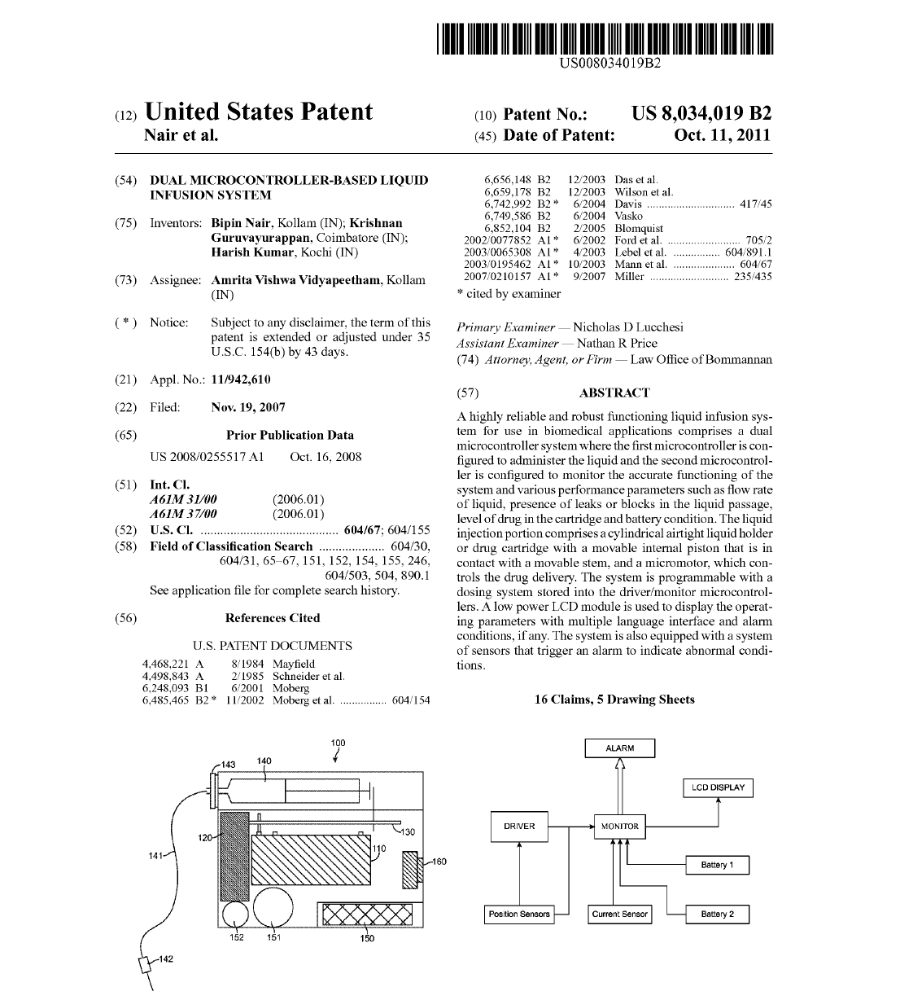 US008034019B2
(12) United States Patent
Nair et al.
(10) Patent No.: US 8,034,019 B2
(45) Date of Patent: Oct. 11, 2011
(54) DUAL MICROCONTROLLER-BASED LIQUID
INFUSION SYSTEM
(75) Inventors: Bipin Nair, Kollam (IN); Krishnan
Guruvayurappan, Coimbatore (IN);
Harish Kumar, Kochi (IN)
(73) Assignee: Amrita Vishwa Vidyapeetham, Kollam
(IN)
( * ) Notice: Subject to any disclaimer, the term of this
patent is extended or adjusted under 35
U.S.C. 154(b) by 43 days.
(21) Appl. No.: 11/942,610
(22) Filed: Nov. 19, 2007
(65) Prior Publication Data
US 2008/0255517 A1 Oct. 16, 2008
(51) Int. Cl.
A61M 31/00 (2006.01)
A61M 37/00 (2006.01)
(52) U.S. Cl. ........................................ 604/67; 604/155
(58) Field of Classification Search .................... 604/30,
604/31, 65–67, 151, 152, 154, 155, 246,
604/503, 504, 890.1
See application file for complete search history.
(56) References Cited
U.S. PATENT DOCUMENTS
4,468,221 A 8/1984 Mayfield
4,498,843 A 2/1985 Schneider et al.
6,248,093 B1 6/2001 Moberg
6,485,465 B2 * 11/2002 Moberg et al. ................ 604/154
6,656,148 B2 12/2003 Das et al.
6,659,178 B2 12/2003 Wilson et al.
6,742,992 B2 * 6/2004 Davis ............................. 417/45
6,749,586 B2 6/2004 Vasko
6,852,104 B2 2/2005 Blomquist
2002/0077852 A1 * 6/2002 Ford et al. ........................ 705/2
2003/0065308 A1 * 4/2003 Lebel et al. ................ 604/891.1
2003/0195462 A1 * 10/2003 Mann et al. .................... 604/67
2007/0210157 A1 * 9/2007 Miller .......................... 235/435
* cited by examiner
Primary Examiner — Nicholas D Lucchesi
Assistant Examiner — Nathan R Price
(74) Attorney, Agent, or Firm — Law Office of Bommannan
(57) ABSTRACT
A highly reliable and robust functioning liquid infusion sys-
tem for use in biomedical applications comprises a dual
microcontroller system where the first microcontroller is con-
figured to administer the liquid and the second microcontrol-
ler is configured to monitor the accurate functioning of the
system and various performance parameters such as flow rate
of liquid, presence of leaks or blocks in the liquid passage,
level of drug in the cartridge and battery condition. The liquid
injection portion comprises a cylindrical airtight liquid holder
or drug cartridge with a movable internal piston that is in
contact with a movable stem, and a micromotor, which con-
trols the drug delivery. The system is programmable with a
dosing system stored into the driver/monitor microcontrol-
lers. A low power LCD module is used to display the operat-
ing parameters with multiple language interface and alarm
conditions, if any. The system is also equipped with a system
of sensors that trigger an alarm to indicate abnormal condi-
tions.
16 Claims, 5 Drawing Sheets
100
143
140
120
130
110
141
160
152
151
150
142
ALARM
LCD DISPLAY
DRIVER
MONITOR
Battery 1
Position Sensors
Current Sensor
Battery 2